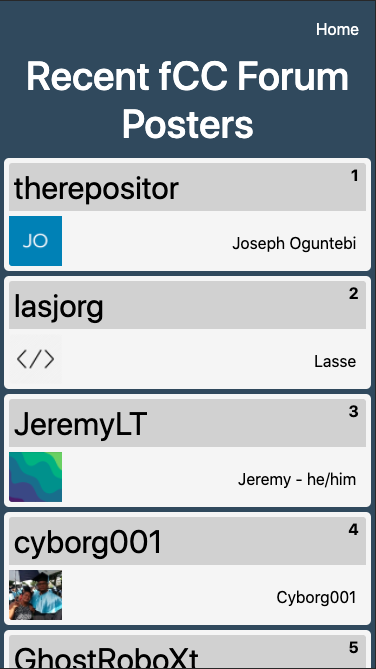 Home
Recent fCC Forum
Posters
1
therepositor
JO
Joseph Oguntebi
2
lasjorg
</>
Lasse
3
JeremyLT
Jeremy - he/him
4
cyborg001
Cyborg001
5
GhostRoboXt